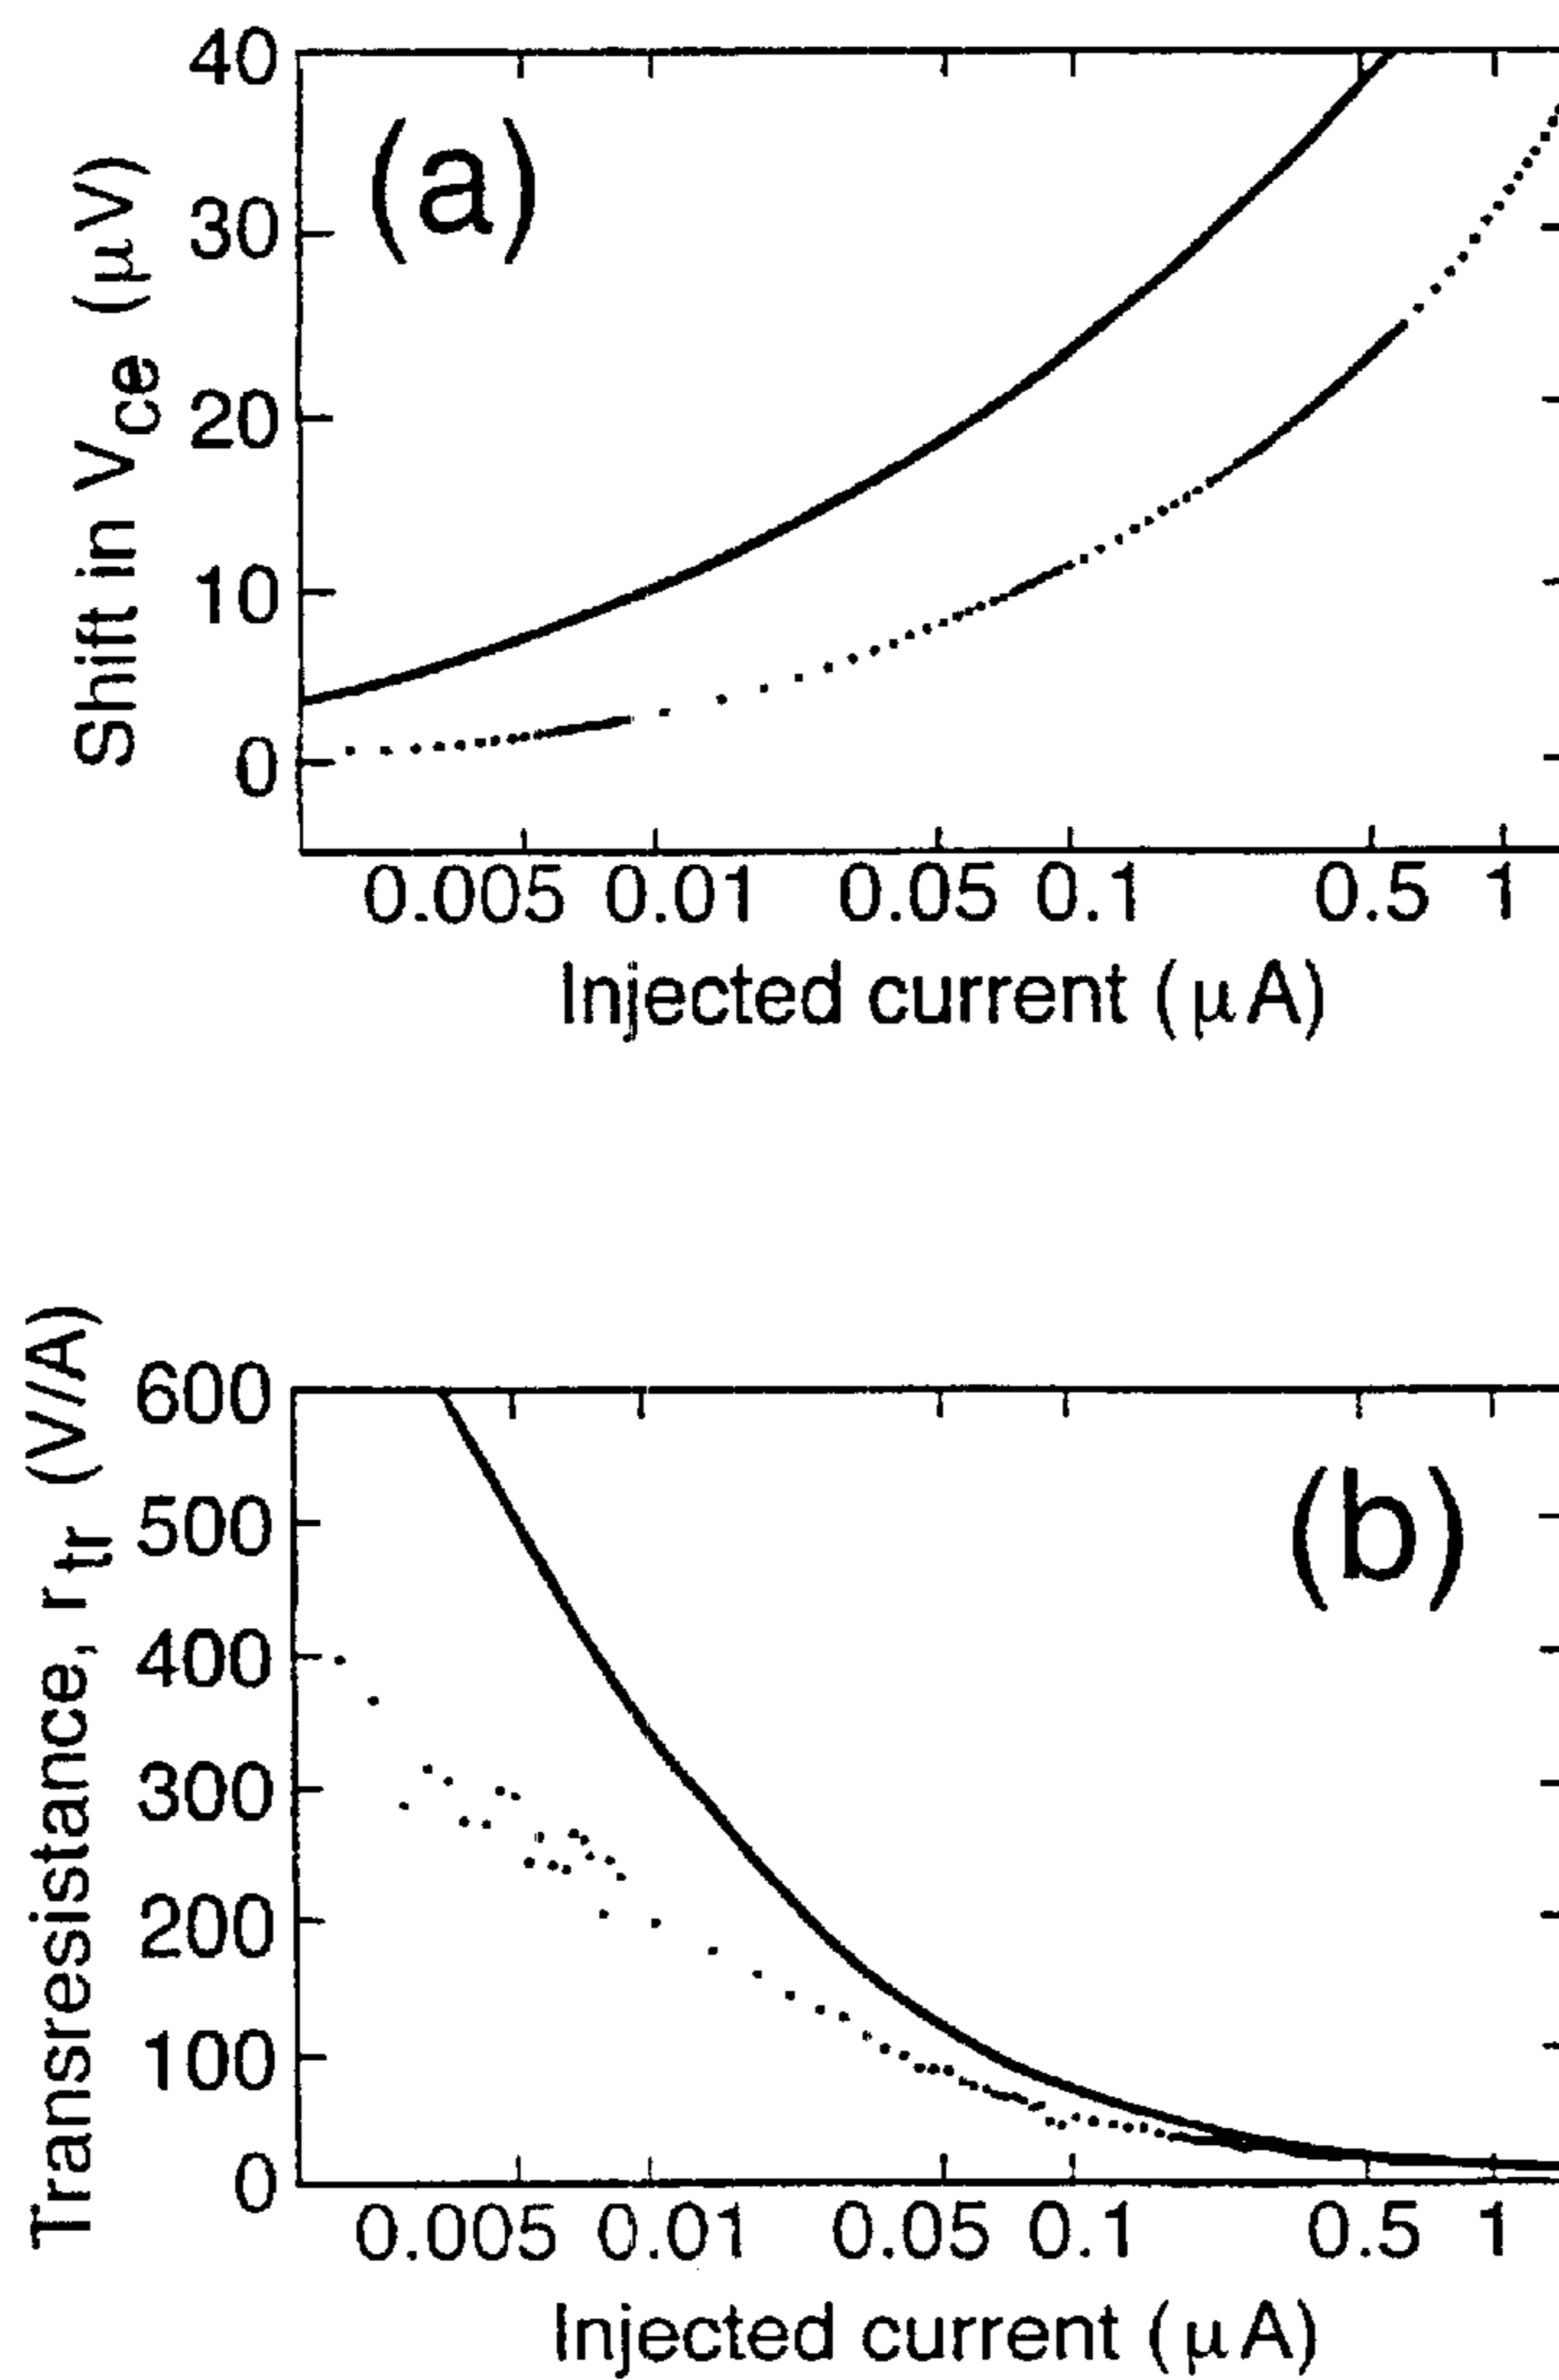 (a)
Shift in Vce (μV)
40
30
20
10
0
0.005 0.01 0.05 0.1 0.5 1
Injected current (μA)
(b)
Transresistance, rtr (V/A)
600
500
400
300
200
100
0
0.005 0.01 0.05 0.1 0.5 1
Injected current (μA)